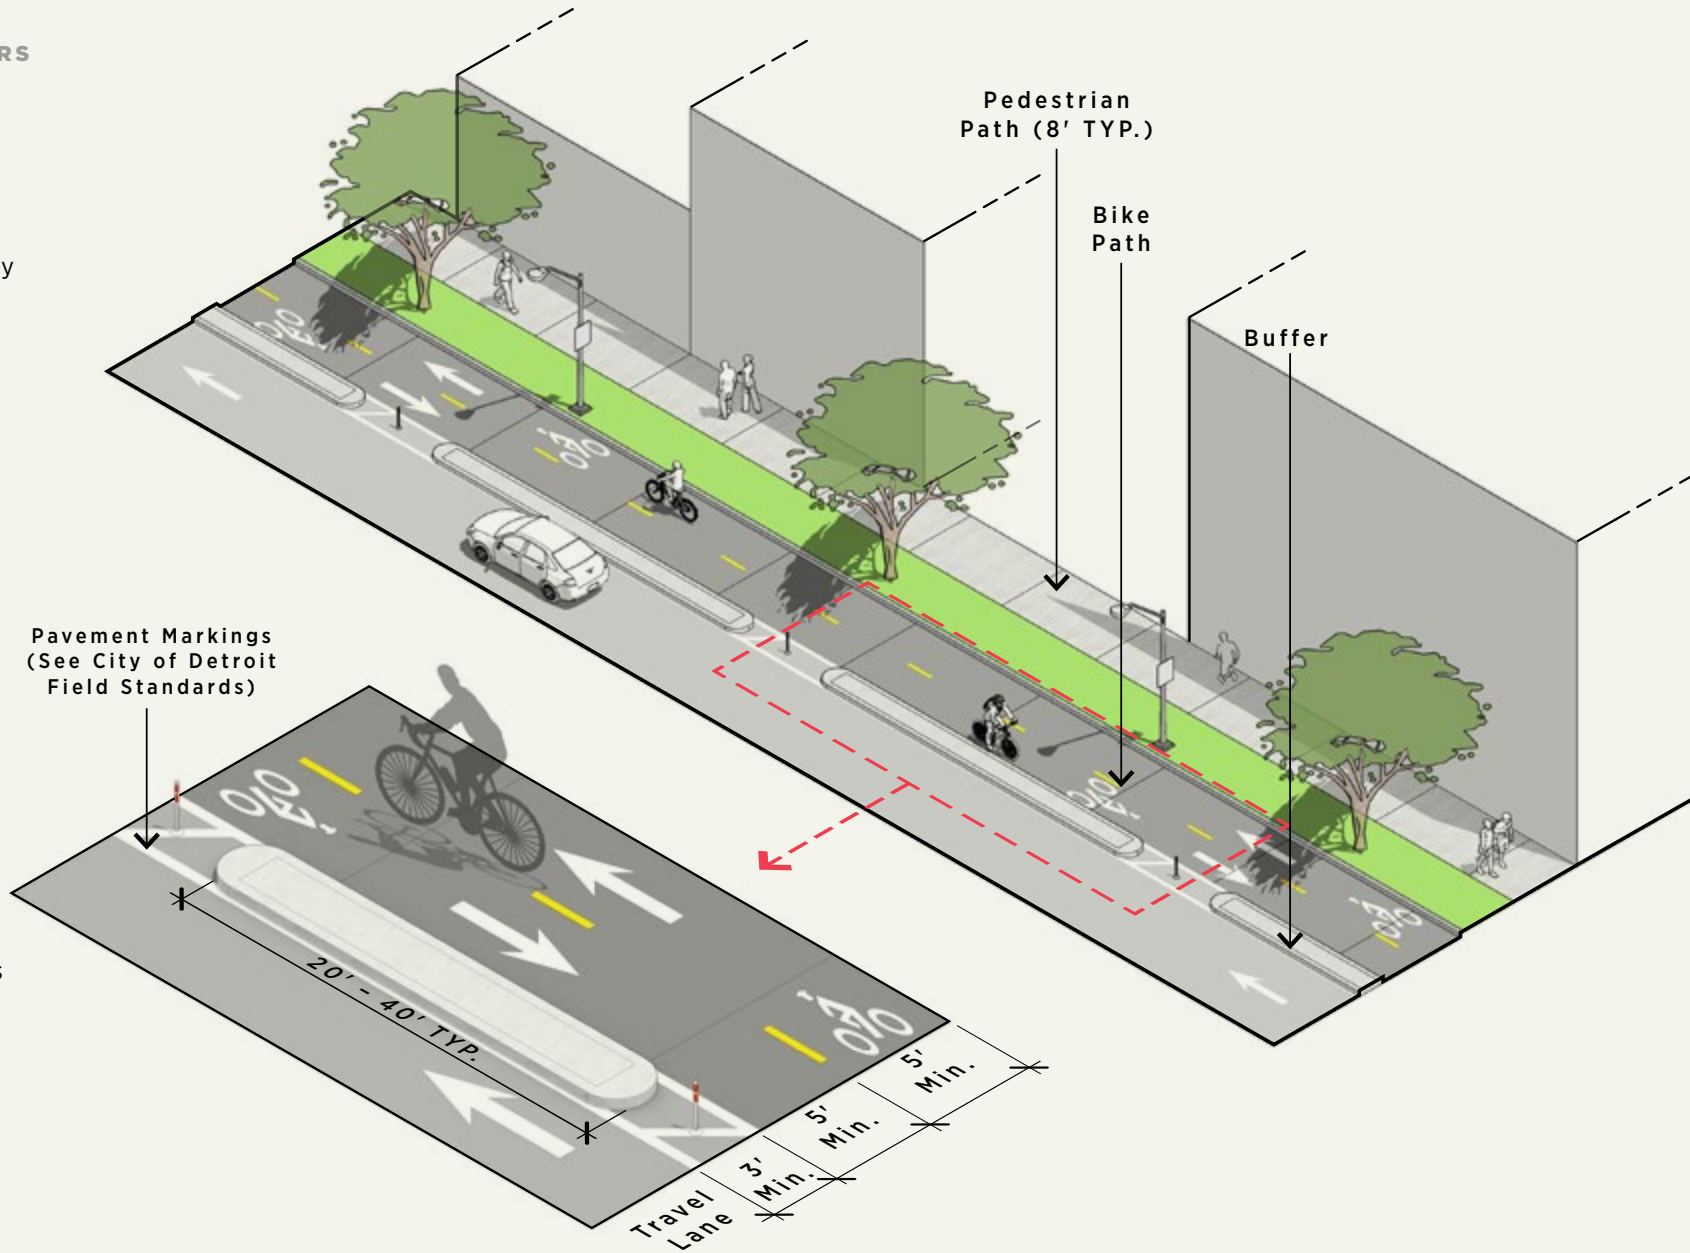 RS
y
s
Pedestrian
Path (8' TYP.)
Bike
Path
Buffer
Pavement Markings
(See City of Detroit
Field Standards)
20' – 40' TYP.
5'
Min.
5'
Min.
3'
Min.
Travel
Lane